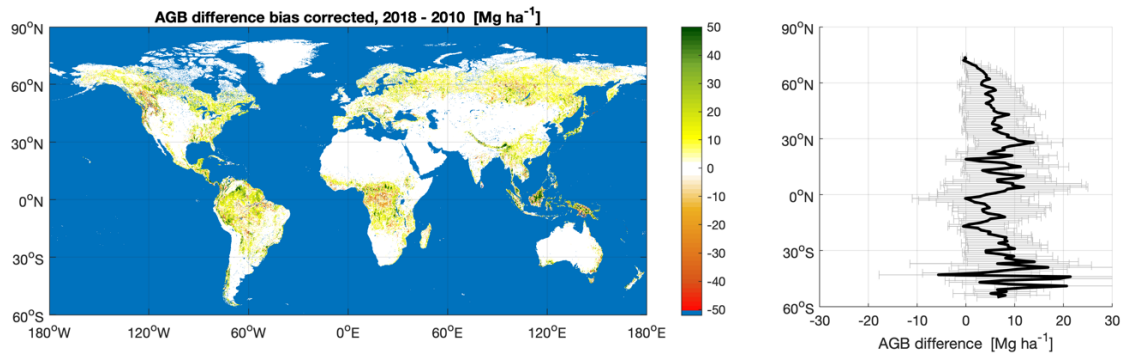 AGB difference bias corrected, 2018 - 2010 [Mg ha⁻¹]
90°N
60°N
30°N
0°N
30°S
60°S
180°W
120°W
60°W
0°E
60°E
120°E
180°E
50
40
30
20
10
0
-10
-20
-30
-40
-50
90°N
60°N
30°N
0°N
30°S
60°S
-30
-20
-10
0
10
20
30
AGB difference [Mg ha⁻¹]